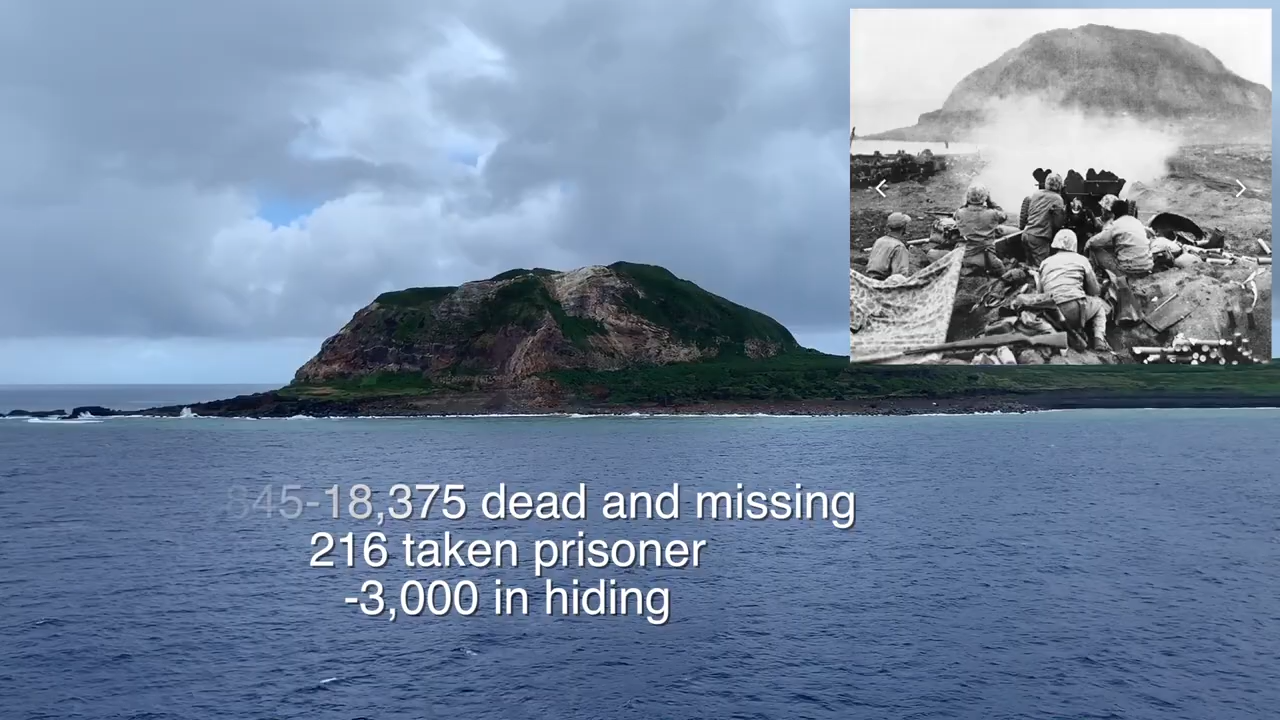 845-18,375 dead and missing
216 taken prisoner
-3,000 in hiding